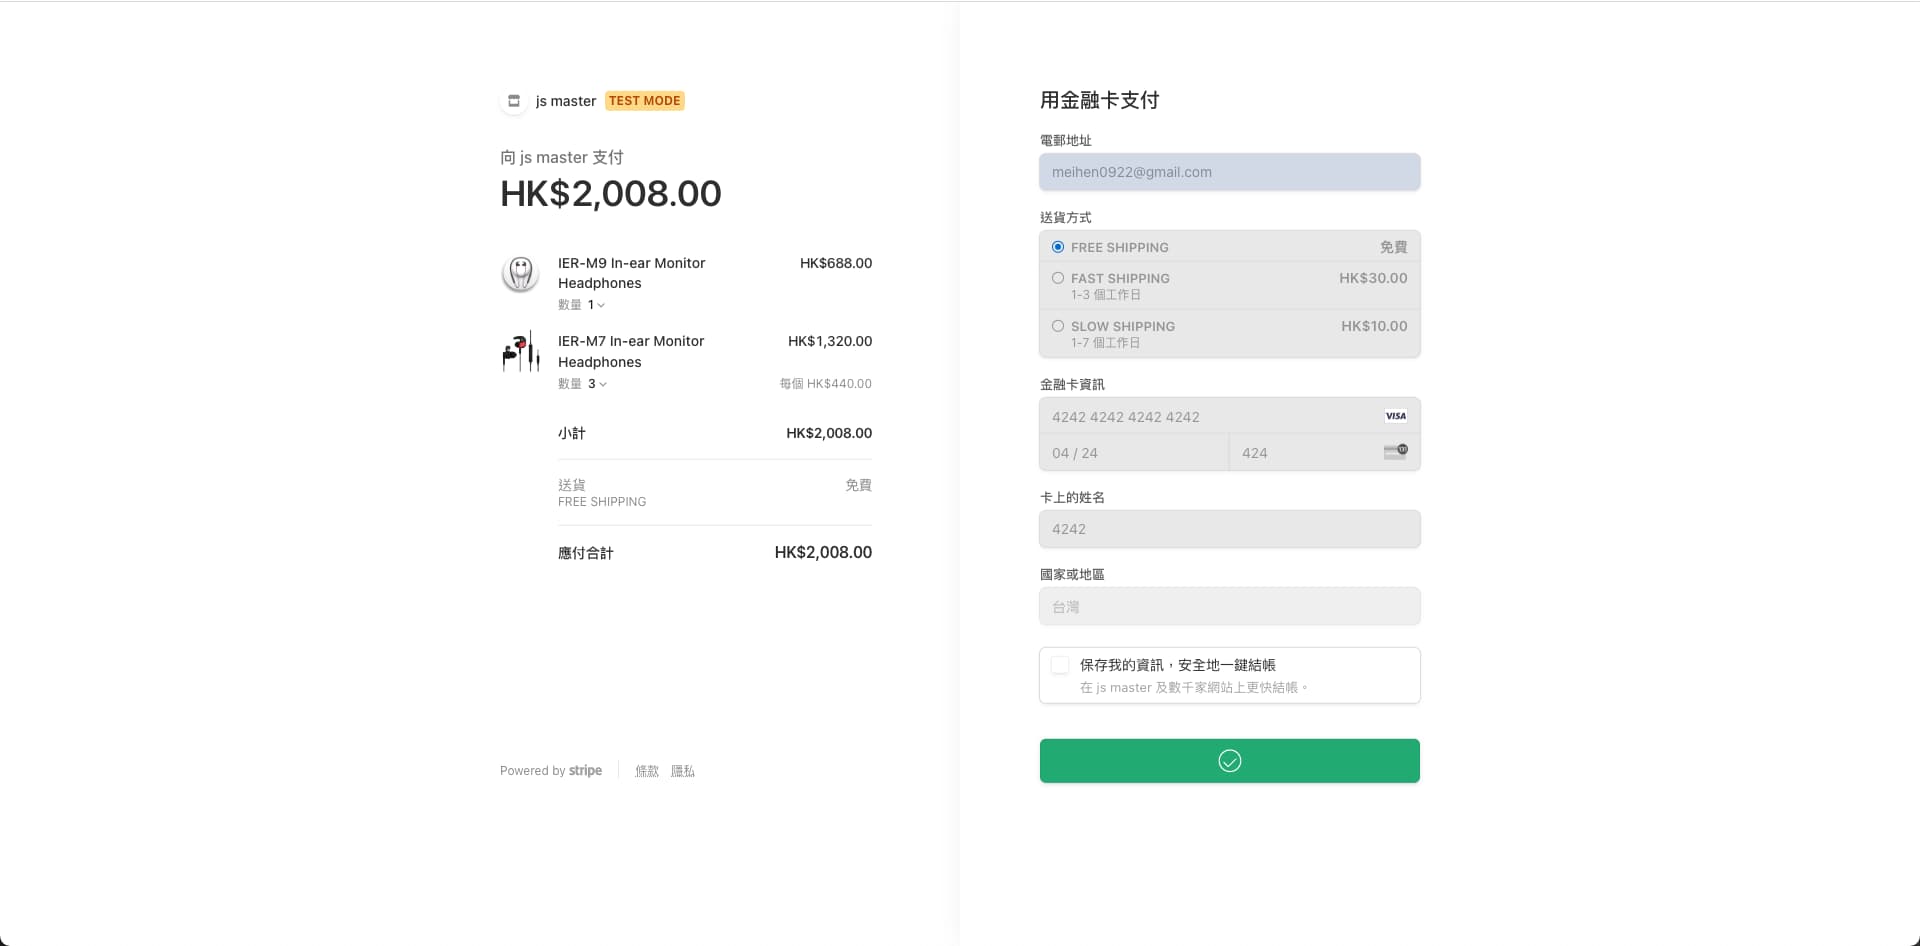 js master TEST MODE
向 js master 支付
HK$2,008.00
IER-M9 In-ear Monitor Headphones HK$688.00
數量 1
IER-M7 In-ear Monitor Headphones HK$1,320.00
數量 3 每個 HK$440.00
小計 HK$2,008.00
送貨 免費
FREE SHIPPING
應付合計 HK$2,008.00
Powered by stripe 條款 隱私
用金融卡支付
電郵地址
meihen0922@gmail.com
送貨方式
FREE SHIPPING 免費
FAST SHIPPING HK$30.00
1-3 個工作日
SLOW SHIPPING HK$10.00
1-7 個工作日
金融卡資訊
4242 4242 4242 4242 VISA
04 / 24 424
卡上的姓名
4242
國家或地區
台灣
保存我的資訊，安全地一鍵結帳
在 js master 及數千家網站上更快結帳。